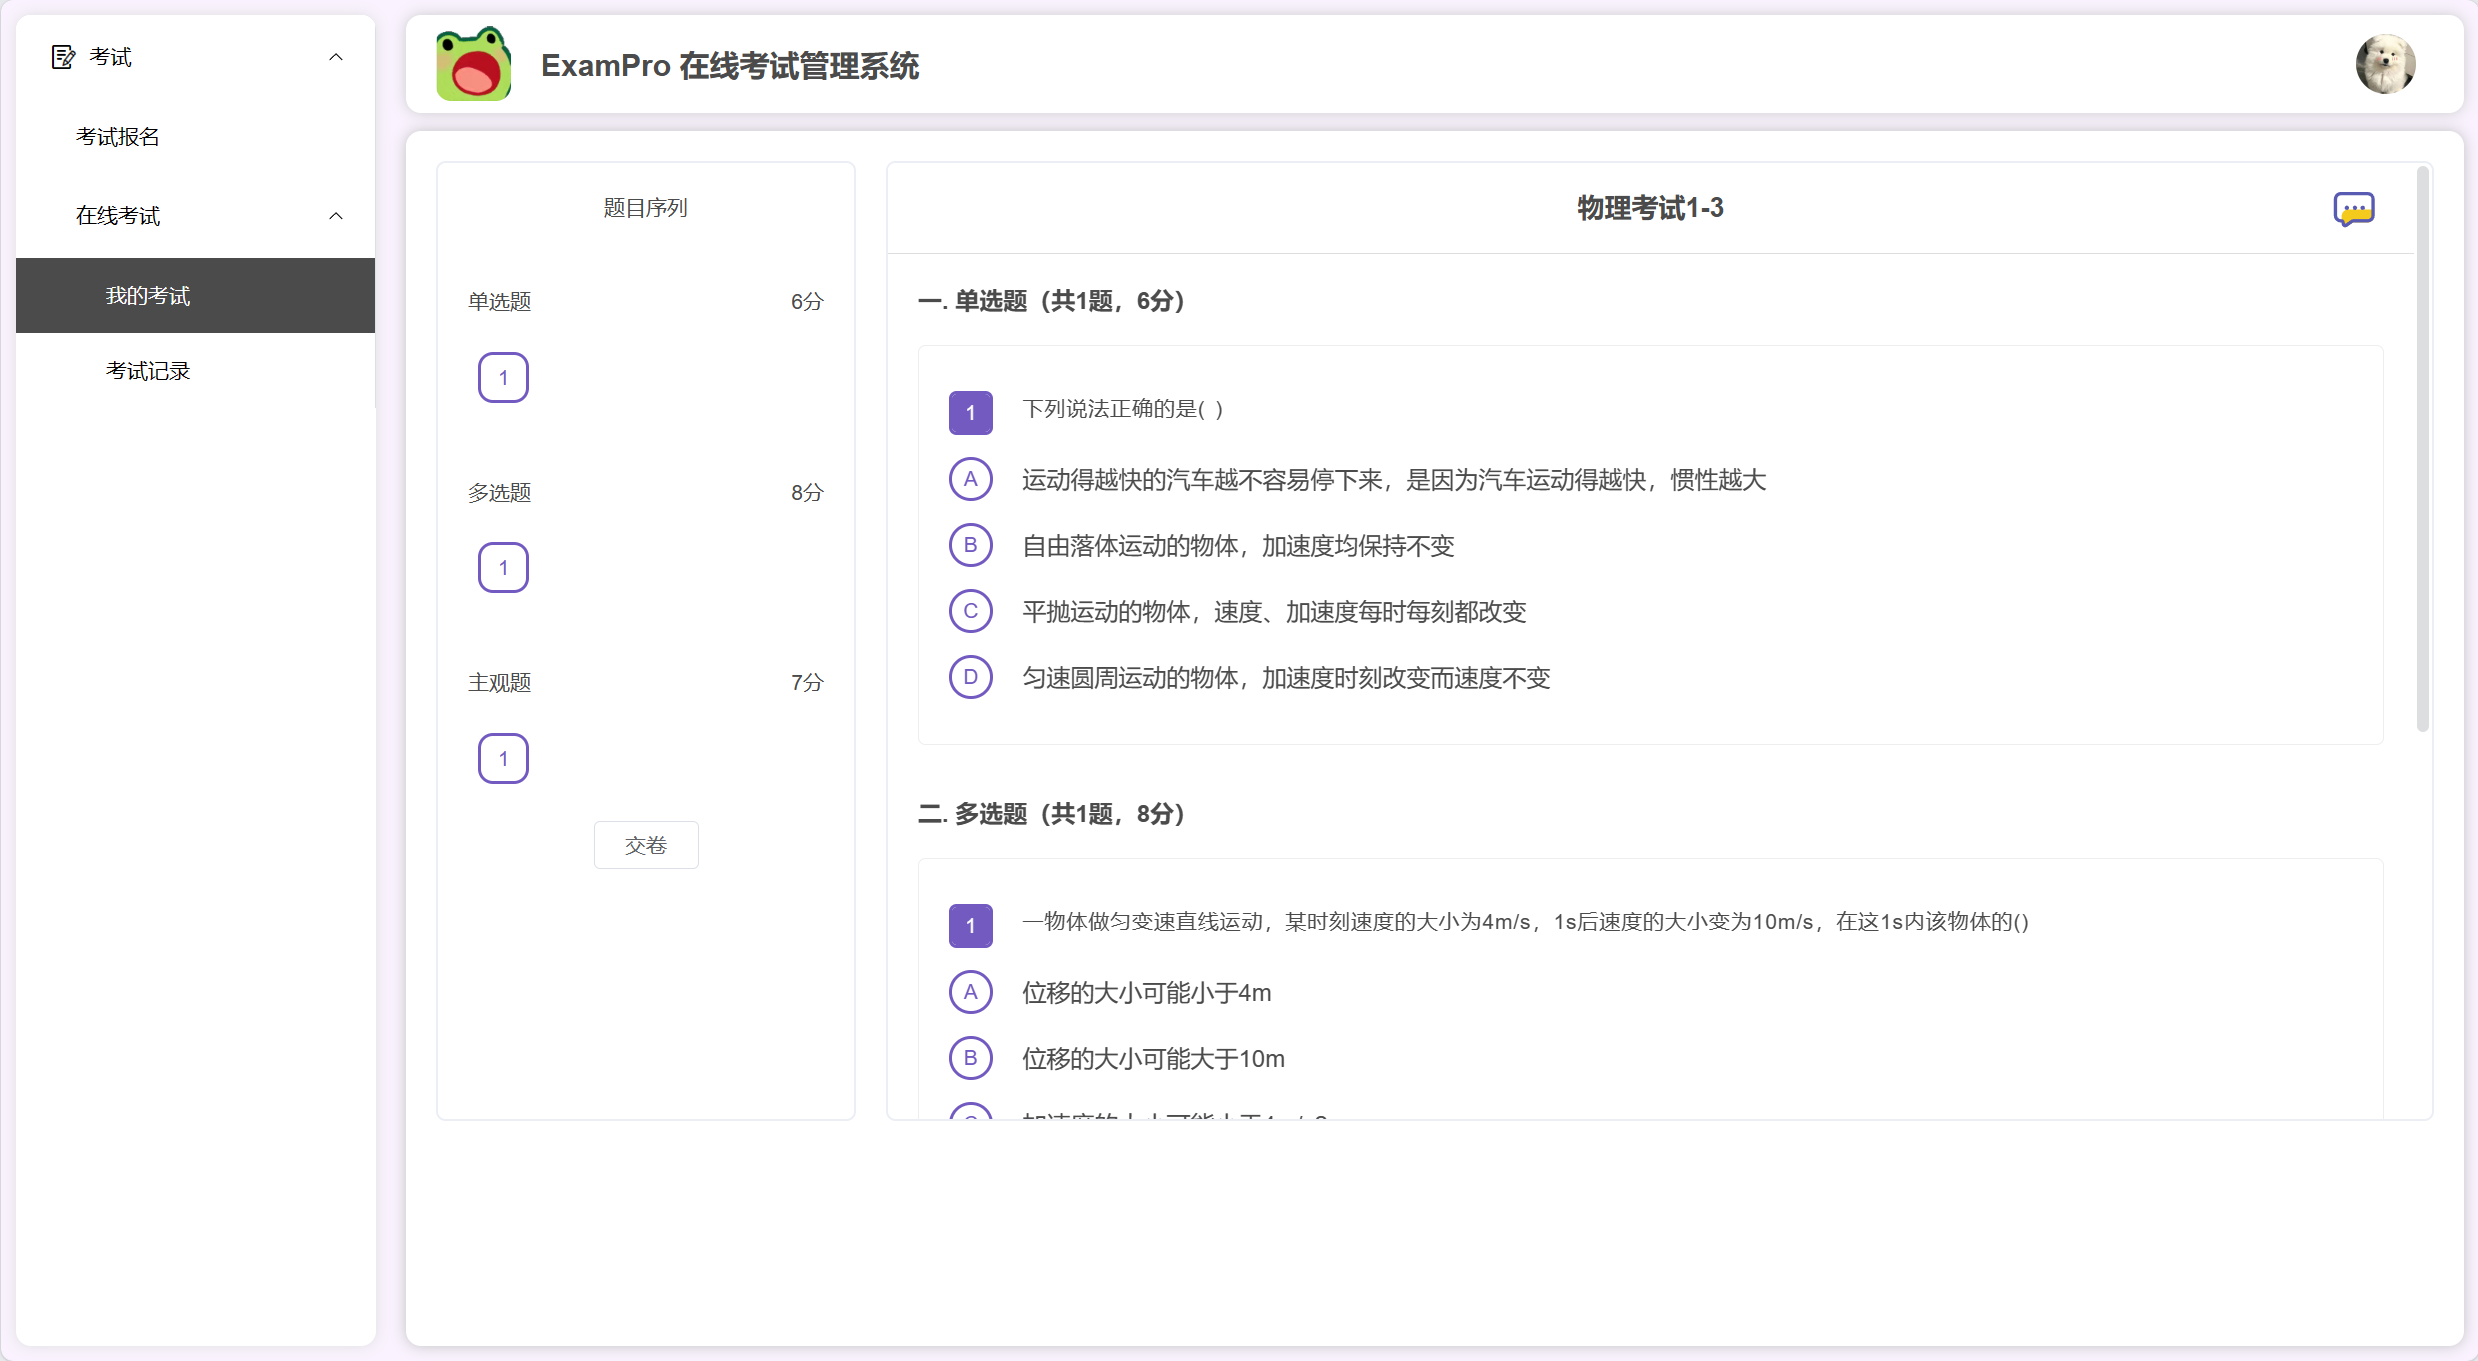 考试
考试报名
在线考试
我的考试
考试记录
ExamPro 在线考试管理系统
题目序列
单选题 6分
1
多选题 8分
1
主观题 7分
1
交卷
物理考试1-3
一. 单选题（共1题，6分）
1 下列说法正确的是( )
A 运动得越快的汽车越不容易停下来，是因为汽车运动得越快，惯性越大
B 自由落体运动的物体，加速度均保持不变
C 平抛运动的物体，速度、加速度每时每刻都改变
D 匀速圆周运动的物体，加速度时刻改变而速度不变
二. 多选题（共1题，8分）
1 一物体做匀变速直线运动，某时刻速度的大小为4m/s，1s后速度的大小变为10m/s，在这1s内该物体的()
A 位移的大小可能小于4m
B 位移的大小可能大于10m